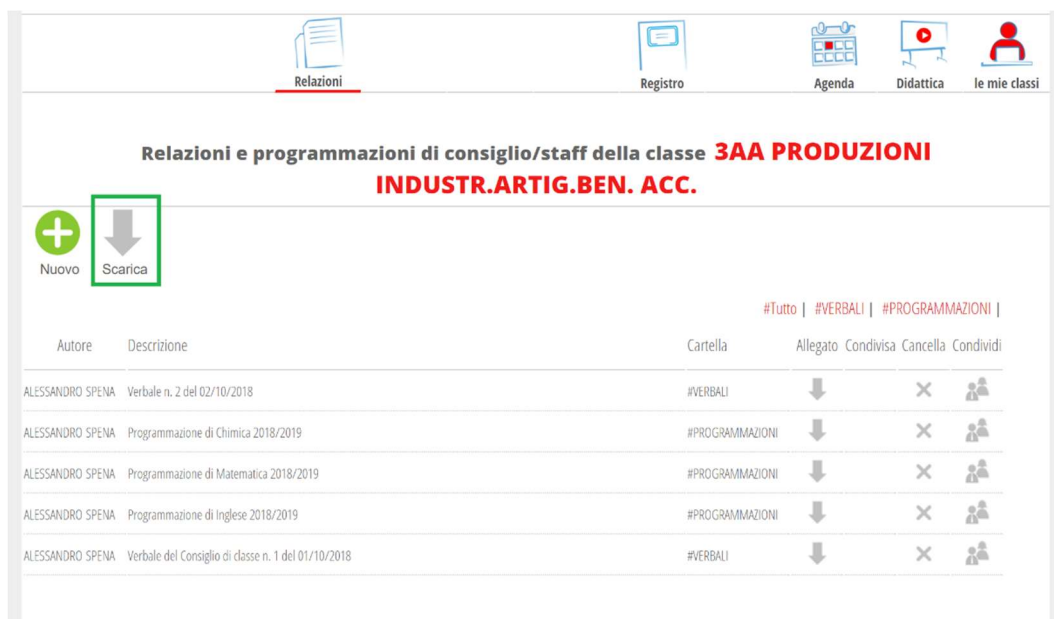 Relazioni Registro Agenda Didattica le mie classi
Relazioni e programmazioni di consiglio/staff della classe 3AA PRODUZIONI
INDUSTR.ARTIG.BEN. ACC.
Nuovo Scarica
#Tutto | #VERBALI | #PROGRAMMAZIONI |
Autore Descrizione Cartella Allegato Condivisa Cancella Condividi
ALESSANDRO SPENA Verbale n. 2 del 02/10/2018 #VERBALI
ALESSANDRO SPENA Programmazione di Chimica 2018/2019 #PROGRAMMAZIONI
ALESSANDRO SPENA Programmazione di Matematica 2018/2019 #PROGRAMMAZIONI
ALESSANDRO SPENA Programmazione di Inglese 2018/2019 #PROGRAMMAZIONI
ALESSANDRO SPENA Verbale del Consiglio di classe n. 1 del 01/10/2018 #VERBALI